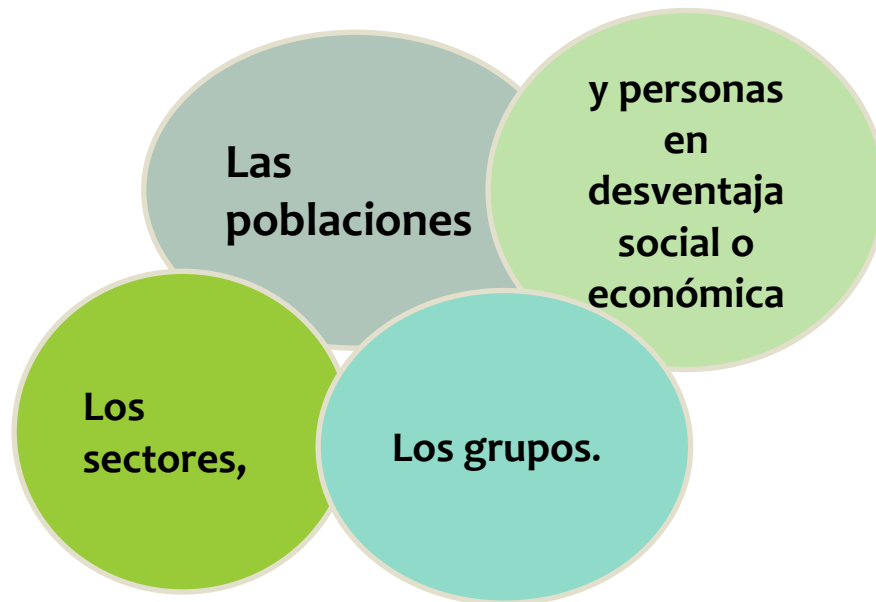 Las
poblaciones
y personas
en
desventaja
social o
económica
Los
sectores,
Los grupos.